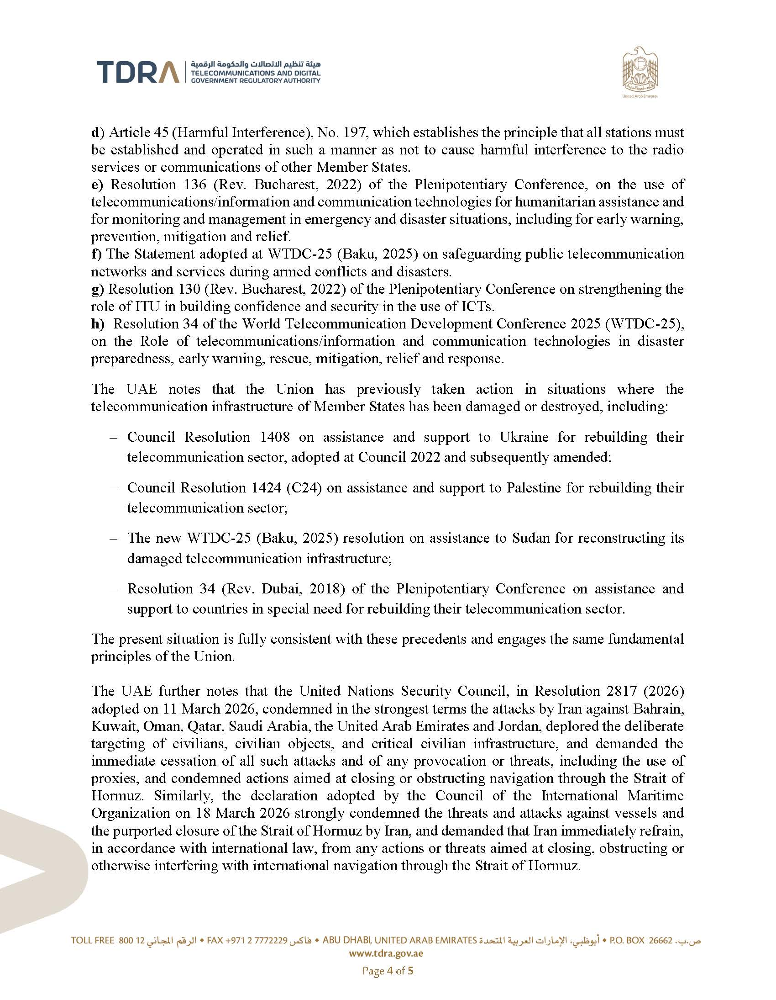 TDRA
هيئة تنظيم الاتصالات والحكومة الرقمية
TELECOMMUNICATIONS AND DIGITAL
GOVERNMENT REGULATORY AUTHORITY
United Arab Emirates
d) Article 45 (Harmful Interference), No. 197, which establishes the principle that all stations must
be established and operated in such a manner as not to cause harmful interference to the radio
services or communications of other Member States.
e) Resolution 136 (Rev. Bucharest, 2022) of the Plenipotentiary Conference, on the use of
telecommunications/information and communication technologies for humanitarian assistance and
for monitoring and management in emergency and disaster situations, including for early warning,
prevention, mitigation and relief.
f) The Statement adopted at WTDC-25 (Baku, 2025) on safeguarding public telecommunication
networks and services during armed conflicts and disasters.
g) Resolution 130 (Rev. Bucharest, 2022) of the Plenipotentiary Conference on strengthening the
role of ITU in building confidence and security in the use of ICTs.
h) Resolution 34 of the World Telecommunication Development Conference 2025 (WTDC-25),
on the Role of telecommunications/information and communication technologies in disaster
preparedness, early warning, rescue, mitigation, relief and response.
The UAE notes that the Union has previously taken action in situations where the
telecommunication infrastructure of Member States has been damaged or destroyed, including:
– Council Resolution 1408 on assistance and support to Ukraine for rebuilding their
telecommunication sector, adopted at Council 2022 and subsequently amended;
– Council Resolution 1424 (C24) on assistance and support to Palestine for rebuilding their
telecommunication sector;
– The new WTDC-25 (Baku, 2025) resolution on assistance to Sudan for reconstructing its
damaged telecommunication infrastructure;
– Resolution 34 (Rev. Dubai, 2018) of the Plenipotentiary Conference on assistance and
support to countries in special need for rebuilding their telecommunication sector.
The present situation is fully consistent with these precedents and engages the same fundamental
principles of the Union.
The UAE further notes that the United Nations Security Council, in Resolution 2817 (2026)
adopted on 11 March 2026, condemned in the strongest terms the attacks by Iran against Bahrain,
Kuwait, Oman, Qatar, Saudi Arabia, the United Arab Emirates and Jordan, deplored the deliberate
targeting of civilians, civilian objects, and critical civilian infrastructure, and demanded the
immediate cessation of all such attacks and of any provocation or threats, including the use of
proxies, and condemned actions aimed at closing or obstructing navigation through the Strait of
Hormuz. Similarly, the declaration adopted by the Council of the International Maritime
Organization on 18 March 2026 strongly condemned the threats and attacks against vessels and
the purported closure of the Strait of Hormuz by Iran, and demanded that Iran immediately refrain,
in accordance with international law, from any actions or threats aimed at closing, obstructing or
otherwise interfering with international navigation through the Strait of Hormuz.
TOLL FREE 800 12 الرقم المجاني • FAX +971 2 7772229 فاكس • ABU DHABI, UNITED ARAB EMIRATES أبوظبي، الإمارات العربية المتحدة • P.O. BOX 26662 ص.ب.
www.tdra.gov.ae
Page 4 of 5